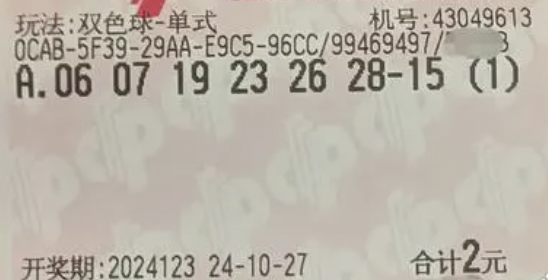 玩法:双色球-单式 机号:43049613
0CAB-5F39-29AA-E9C5-96CC/99469497/
A.06 07 19 23 26 28-15 (1)
开奖期:2024123 24-10-27 合计2元